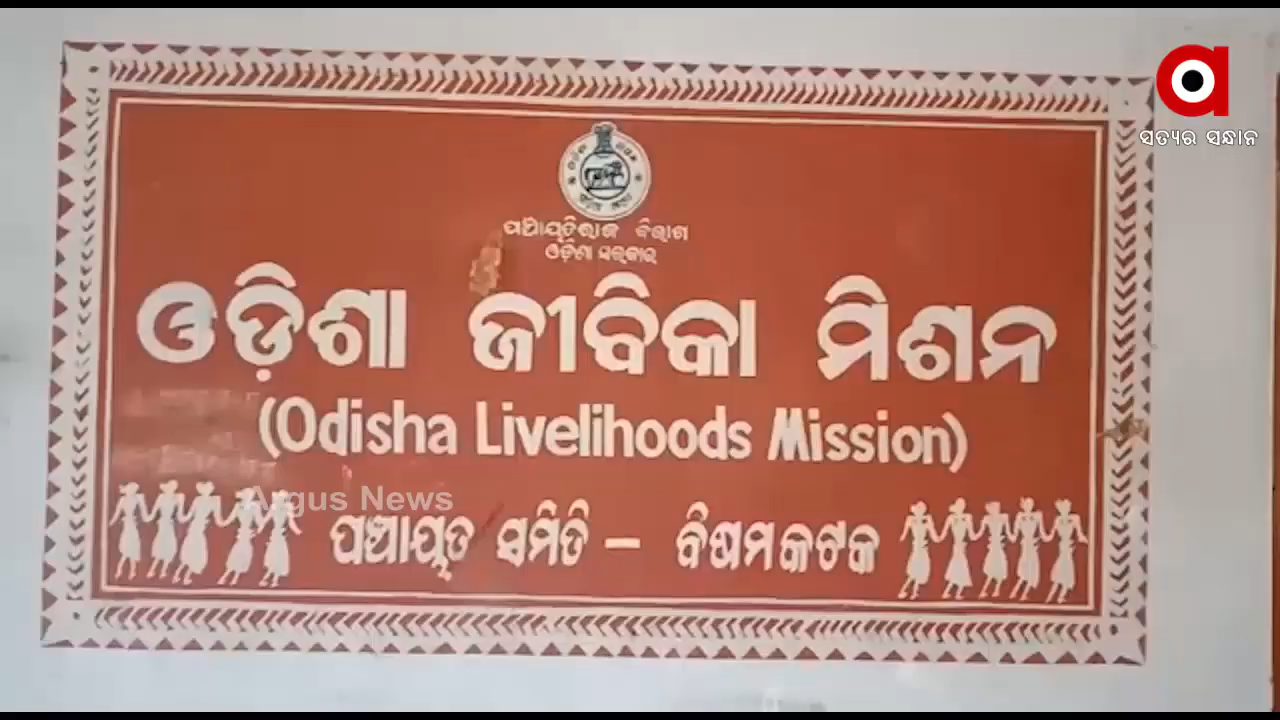 ସତ୍ୟର ସନ୍ଧାନ
ପଞ୍ଚାୟତିରାଜ ବିଭାଗ
ଓଡ଼ିଶା ସରକାର
ଓଡ଼ିଶା ଜୀବିକା ମିଶନ
(Odisha Livelihoods Mission)
Argus News
ପଞ୍ଚାୟତ ସମିତି – ବିଷମକଟକ